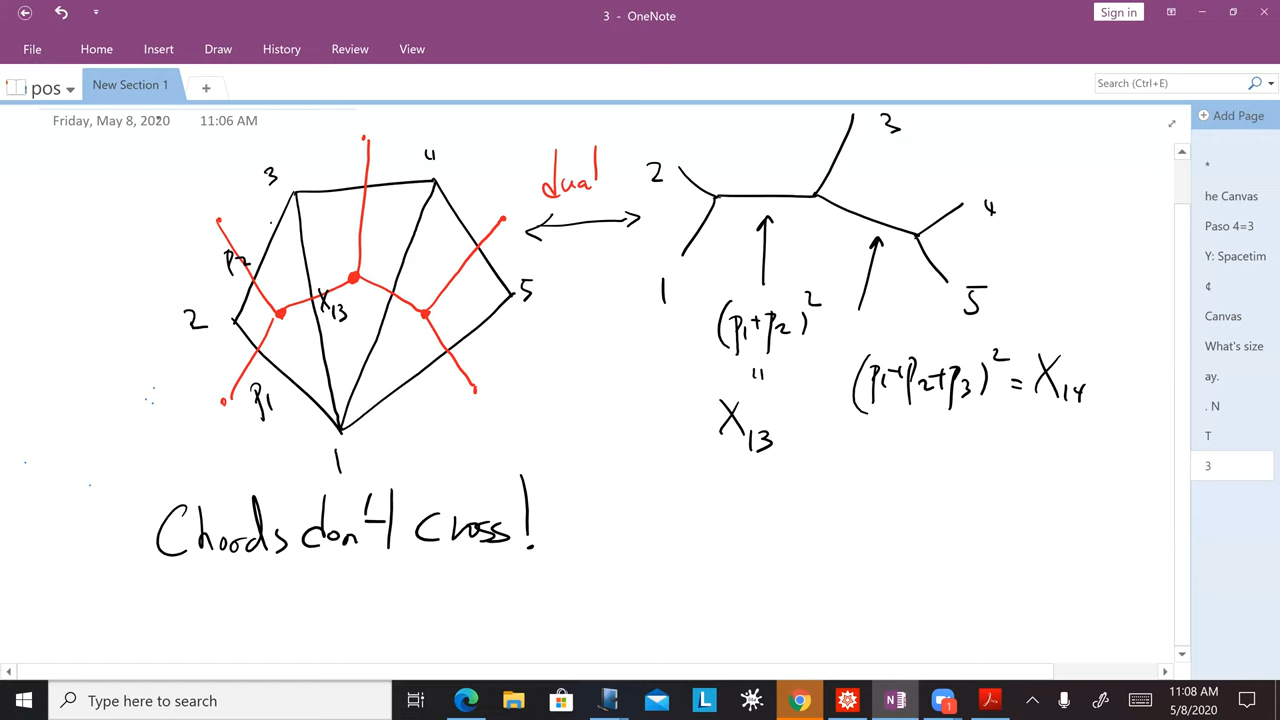 3 - OneNote
Sign in
File Home Insert Draw History Review View
pos New Section 1 +
Search (Ctrl+E)
Friday, May 8, 2020 11:06 AM
Add Page
*
he Canvas
Paso 4=3
Y: Spacetim
¢
Canvas
What's size
ay.
. N
T
3
3 4
2 5
1
p2
X13
p1
dual
2 3
4
1 5
(p1+p2)²
=
X13
(p1+p2+p3)² = X14
Chords don't cross!
Type here to search
L
1
11:08 AM
5/8/2020